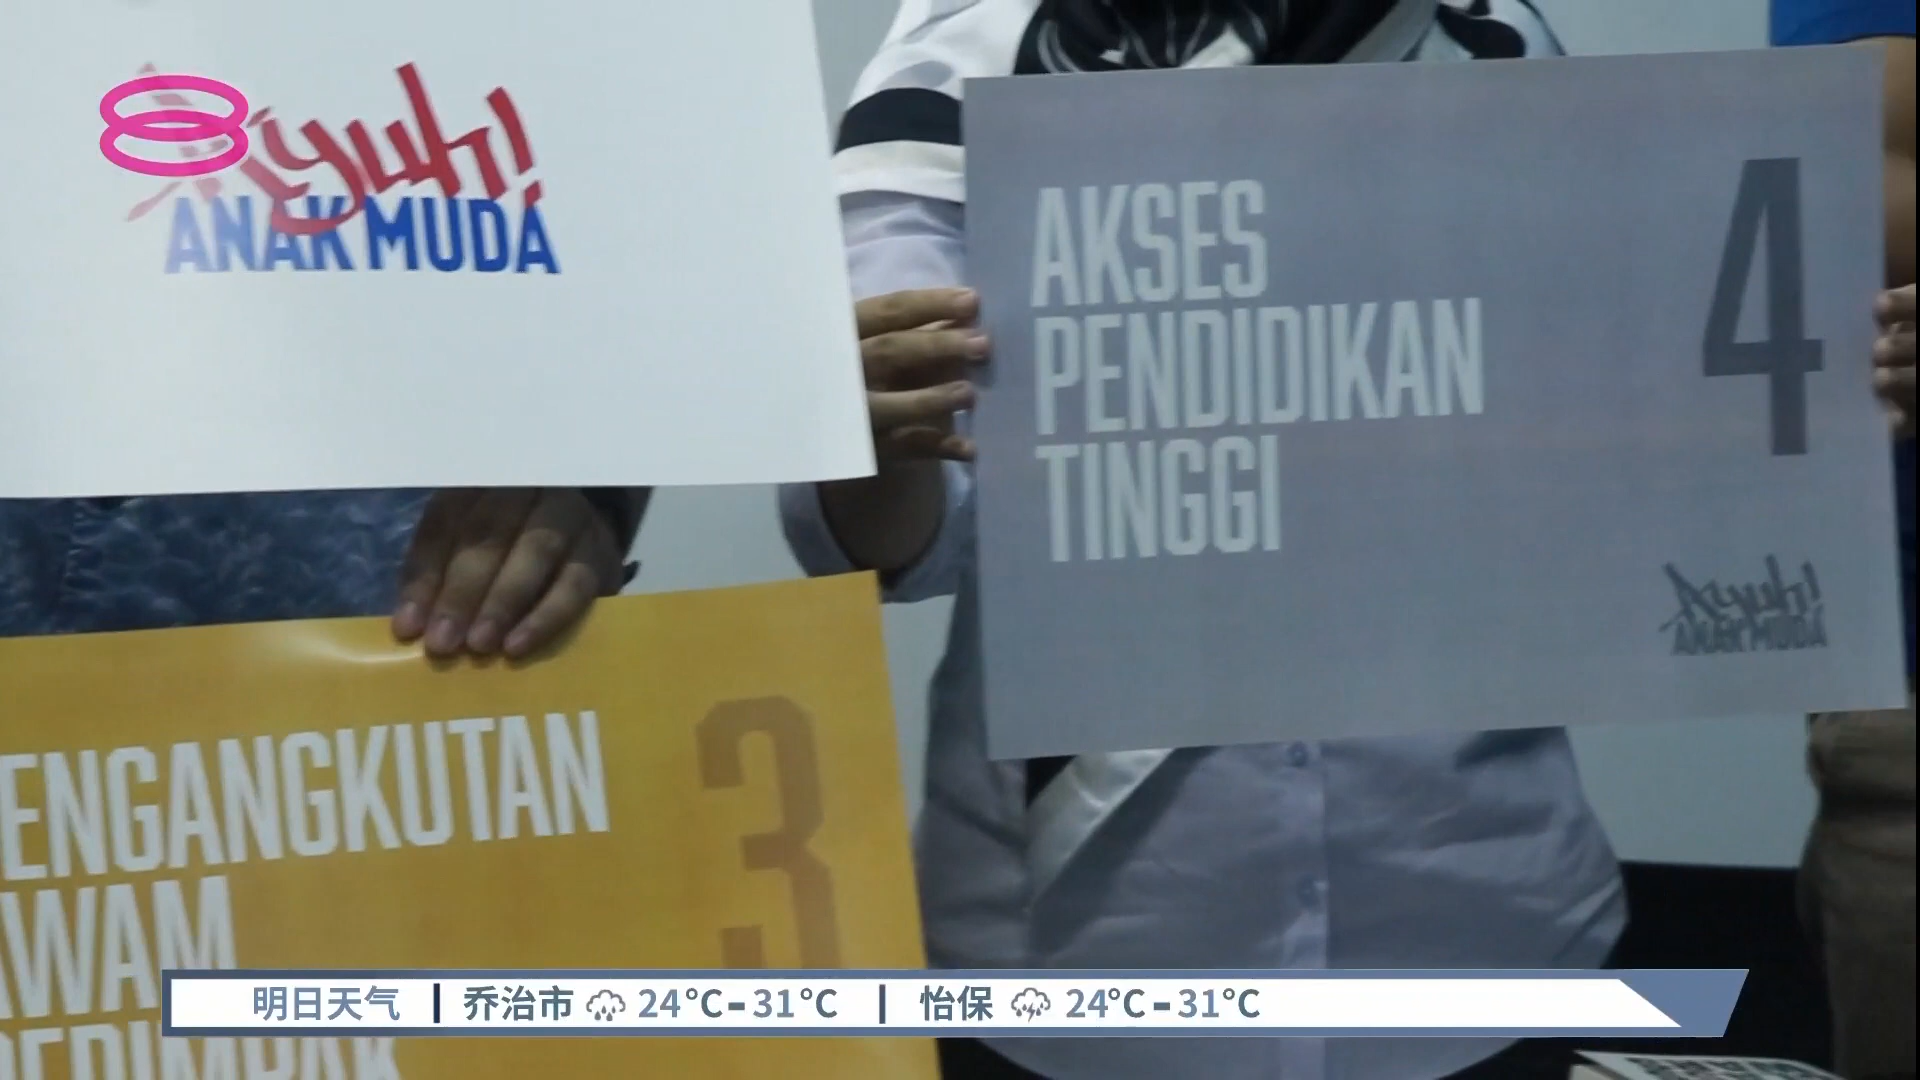 Ayuh!
ANAK MUDA
AKSES
PENDIDIKAN
TINGGI
4
Ayuh!
ANAK MUDA
ENGANGKUTAN
AWAM
3
明日天气 | 乔治市 24°C-31°C | 怡保 24°C-31°C